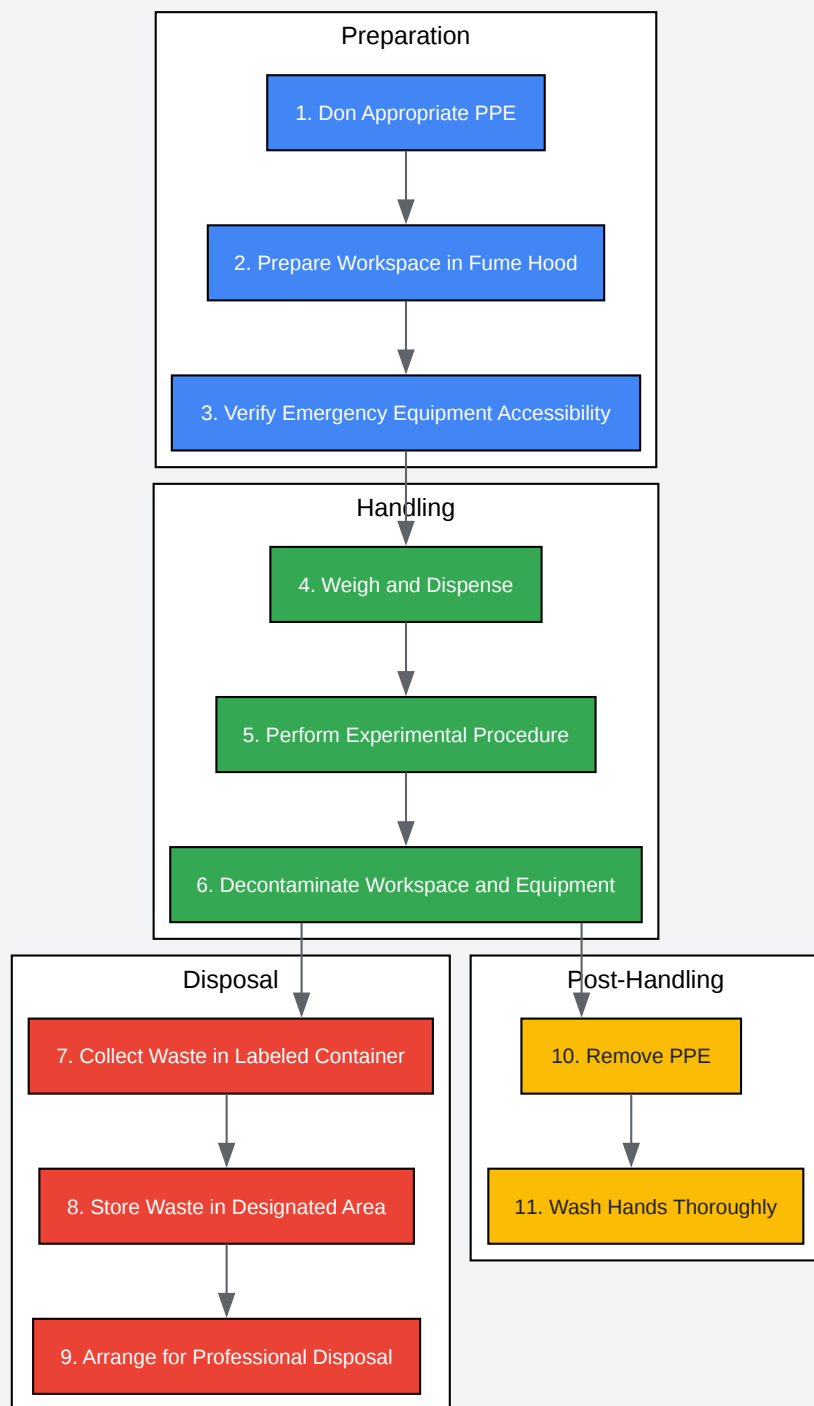 Preparation
1. Don Appropriate PPE
2. Prepare Workspace in Fume Hood
3. Verify Emergency Equipment Accessibility
Handling
4. Weigh and Dispense
5. Perform Experimental Procedure
6. Decontaminate Workspace and Equipment
Disposal
7. Collect Waste in Labeled Container
8. Store Waste in Designated Area
9. Arrange for Professional Disposal
Post-Handling
10. Remove PPE
11. Wash Hands Thoroughly